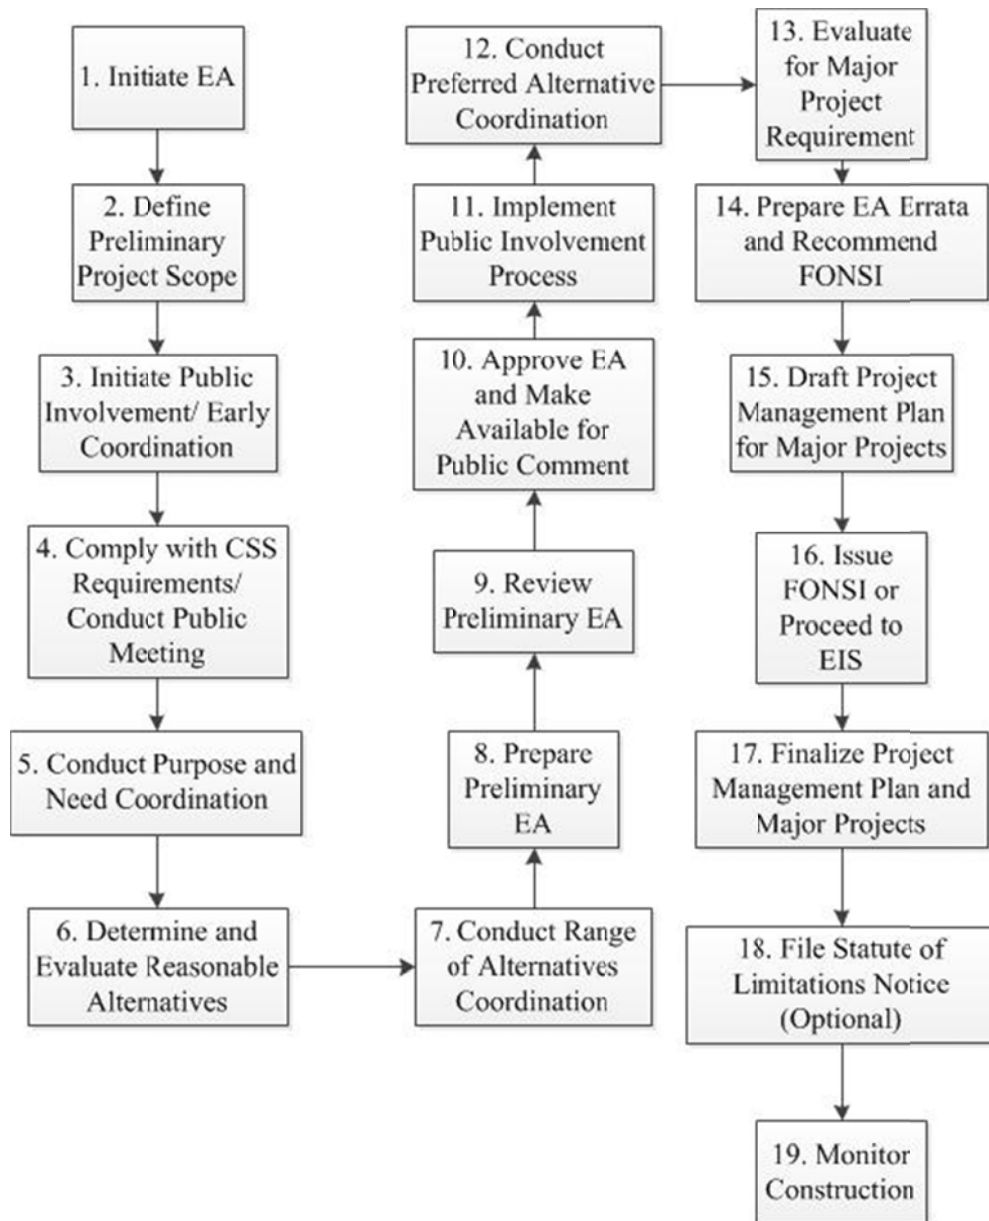 1. Initiate EA
2. Define
Preliminary
Project Scope
3. Initiate Public
Involvement/ Early
Coordination
4. Comply with CSS
Requirements/
Conduct Public
Meeting
5. Conduct Purpose and
Need Coordination
6. Determine and
Evaluate Reasonable
Alternatives
7. Conduct Range
of Alternatives
Coordination
8. Prepare
Preliminary
EA
9. Review
Preliminary EA
10. Approve EA
and Make
Available for
Public Comment
11. Implement
Public Involvement
Process
12. Conduct
Preferred Alternative
Coordination
13. Evaluate
for Major
Project
Requirement
14. Prepare EA Errata
and Recommend
FONSI
15. Draft Project
Management Plan
for Major Projects
16. Issue
FONSI or
Proceed to
EIS
17. Finalize Project
Management Plan and
Major Projects
18. File Statute of
Limitations Notice
(Optional)
19. Monitor
Construction